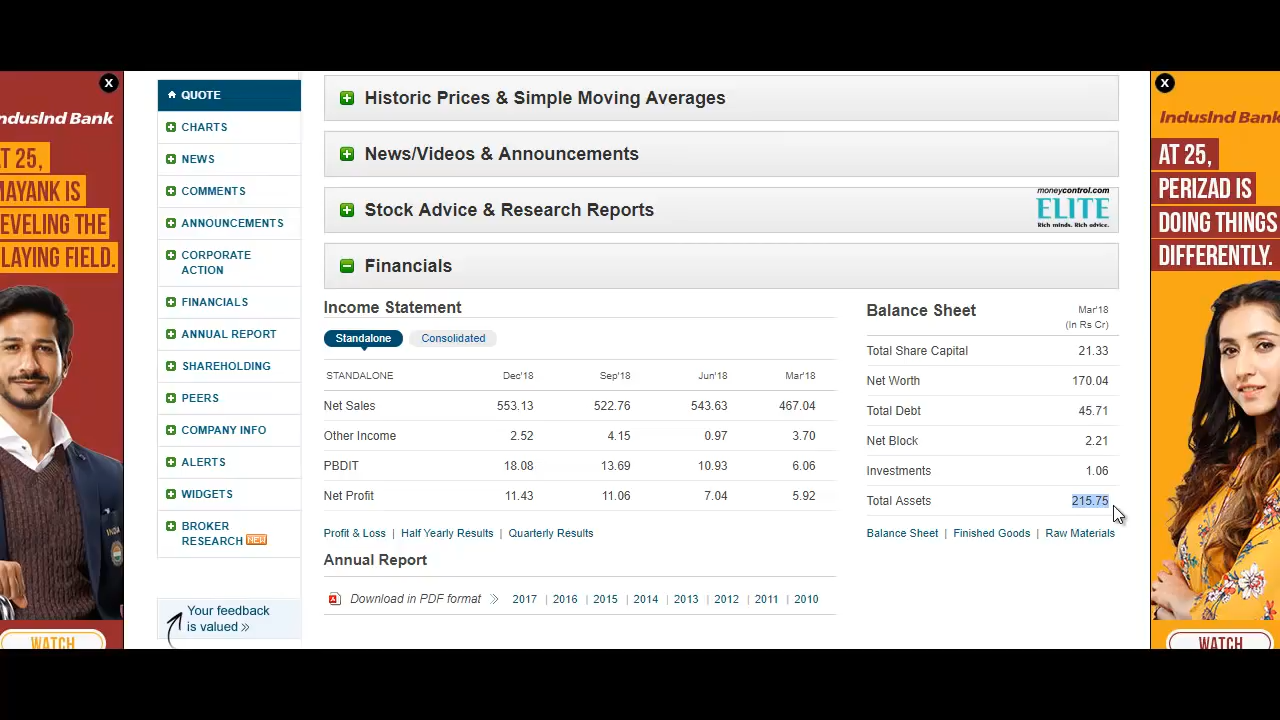 X
IndusInd Bank
AT 25,
MAYANK IS
LEVELING THE
PLAYING FIELD.
WATCH
QUOTE
CHARTS
NEWS
COMMENTS
ANNOUNCEMENTS
CORPORATE
ACTION
FINANCIALS
ANNUAL REPORT
SHAREHOLDING
PEERS
COMPANY INFO
ALERTS
WIDGETS
BROKER
RESEARCH NEW
Your feedback
is valued »
Historic Prices & Simple Moving Averages
News/Videos & Announcements
Stock Advice & Research Reports
moneycontrol.com
ELITE
Rich minds. Rich advice.
Financials
Income Statement
Standalone Consolidated
STANDALONE Dec'18 Sep'18 Jun'18 Mar'18
Net Sales 553.13 522.76 543.63 467.04
Other Income 2.52 4.15 0.97 3.70
PBDIT 18.08 13.69 10.93 6.06
Net Profit 11.43 11.06 7.04 5.92
Profit & Loss | Half Yearly Results | Quarterly Results
Annual Report
Download in PDF format 2017 | 2016 | 2015 | 2014 | 2013 | 2012 | 2011 | 2010
Balance Sheet Mar'18
(In Rs Cr)
Total Share Capital 21.33
Net Worth 170.04
Total Debt 45.71
Net Block 2.21
Investments 1.06
Total Assets 215.75
Balance Sheet | Finished Goods | Raw Materials
X
IndusInd Bank
AT 25,
PERIZAD IS
DOING THINGS
DIFFERENTLY.
WATCH